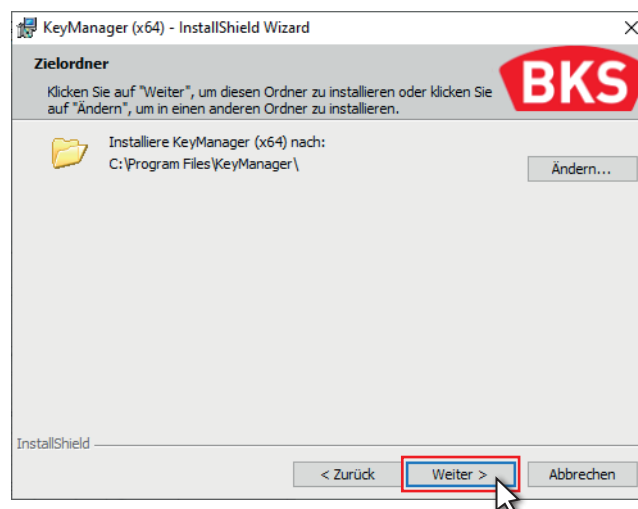 KeyManager (x64) - InstallShield Wizard
Zielordner
Klicken Sie auf "Weiter", um diesen Ordner zu installieren oder klicken Sie
auf "Ändern", um in einen anderen Ordner zu installieren.
BKS
Installiere KeyManager (x64) nach:
C:\Program Files\KeyManager\
Ändern...
InstallShield
< Zurück
Weiter >
Abbrechen